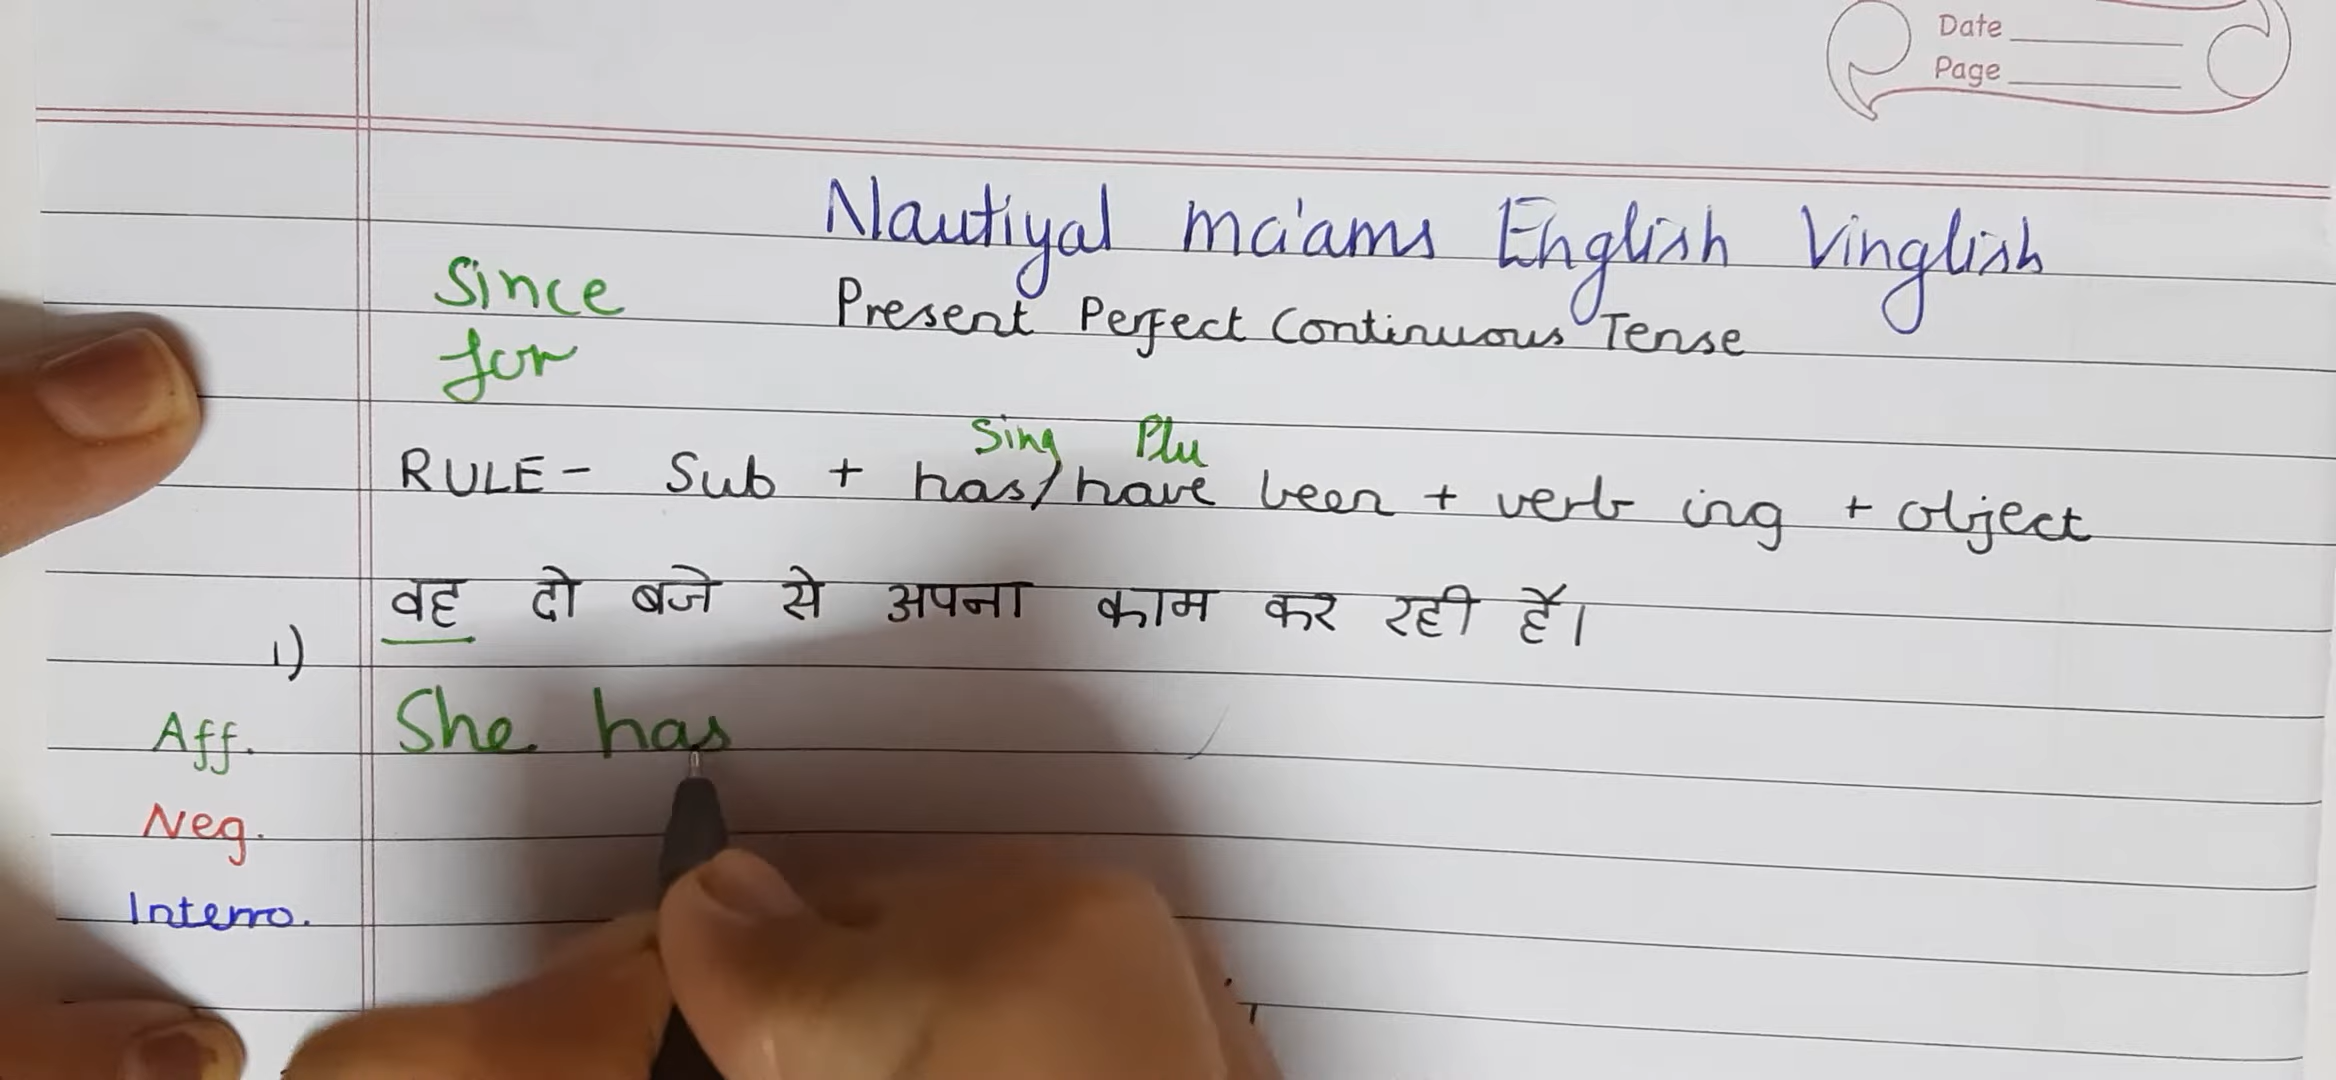 Date
Page
Nautiyal ma'ams English Vinglish
Since
Present Perfect Continuous Tense
for
Sing Plu
RULE - Sub + has/have been + verb ing + object
वह दो बजे से अपना काम कर रही हैं।
1)
Aff. She has
Neg.
Interro.